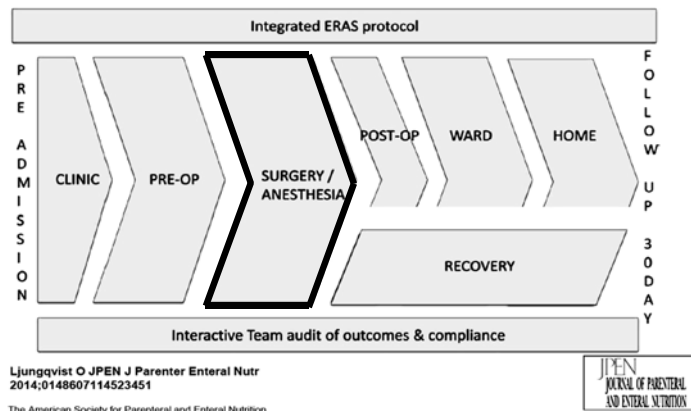 Integrated ERAS protocol
PRE ADMISSION
CLINIC
PRE-OP
SURGERY /
ANESTHESIA
POST-OP
WARD
HOME
RECOVERY
FOLLOW UP 30DAY
Interactive Team audit of outcomes & compliance
Ljungqvist O JPEN J Parenter Enteral Nutr
2014;0148607114523451
The American Society for Parenteral and Enteral Nutrition
JPEN
JOURNAL OF PARENTERAL
AND ENTERAL NUTRITION